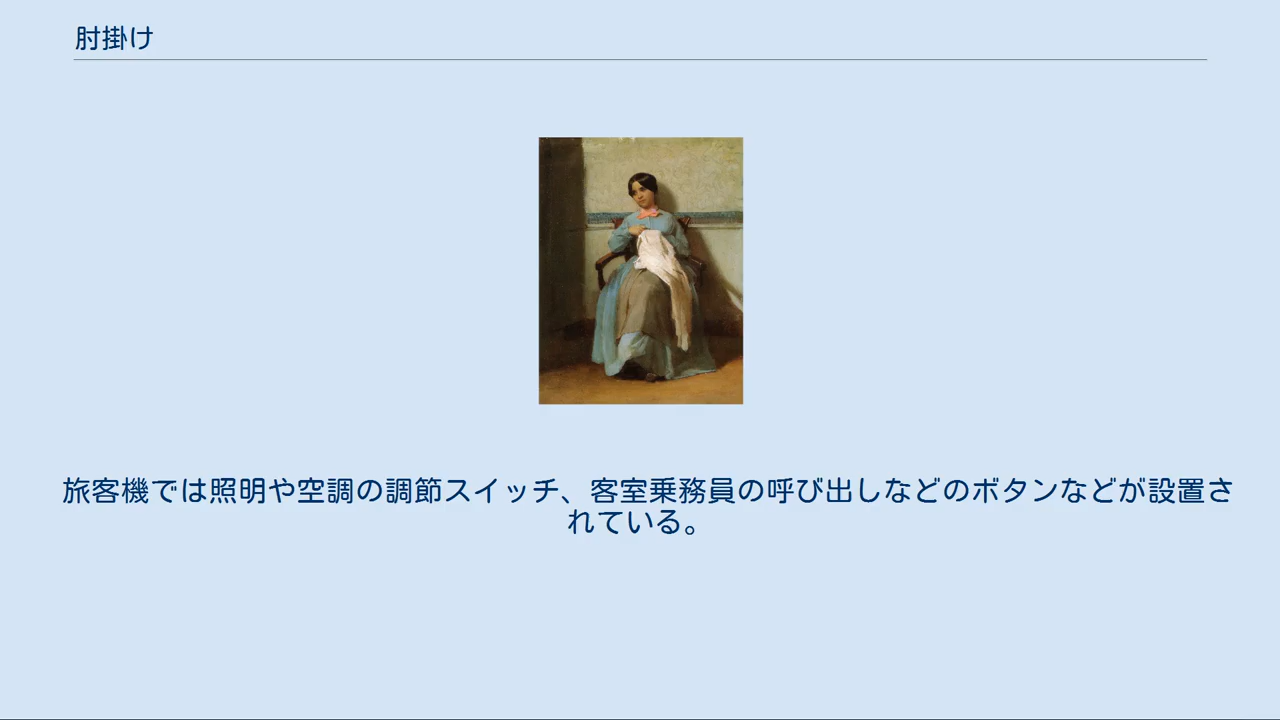 肘掛け
旅客機では照明や空調の調節スイッチ、客室乗務員の呼び出しなどのボタンなどが設置さ
れている。